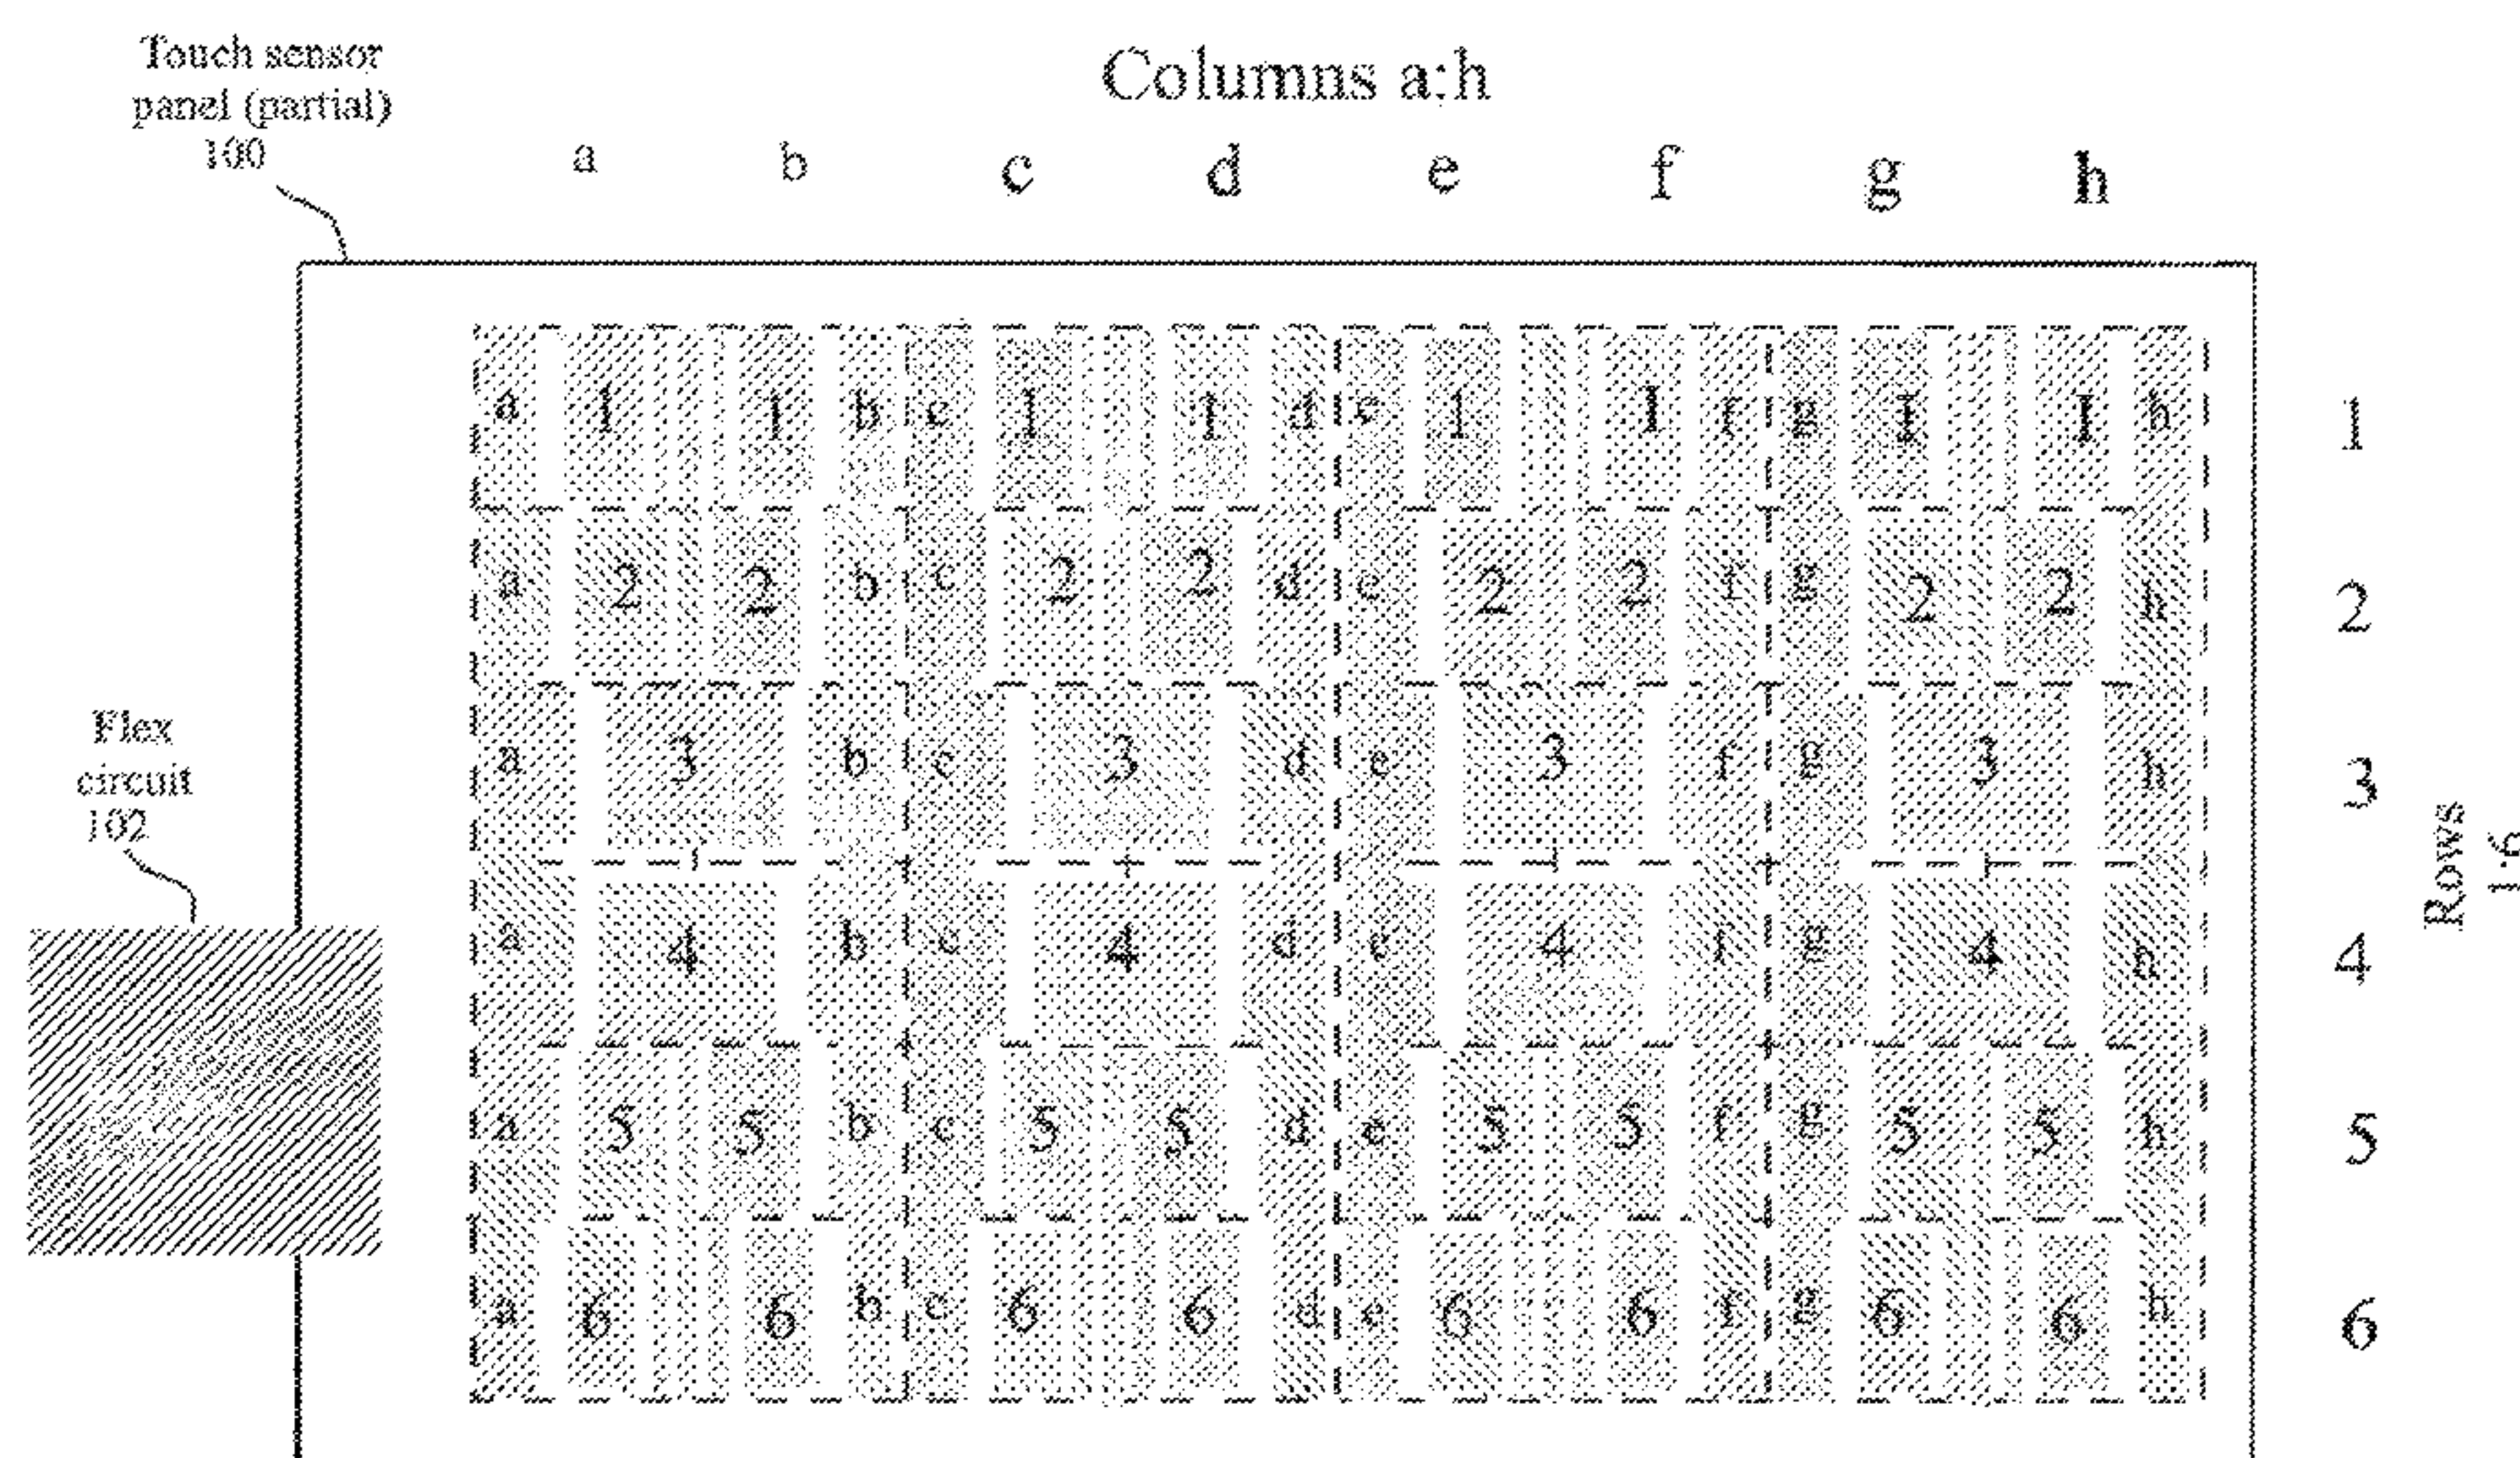 Touch sensor
panel (partial)
100
Columns a:h
a b c d e f g h
a 1 1 b c 1 1 d e 1 1 f g 1 1 h 1
a 2 2 b c 2 2 d e 2 2 f g 2 2 h 2
a 3 b c 3 d e 3 f g 3 h 3
a 4 b c 4 d e 4 f g 4 h 4
a 5 5 b c 5 5 d e 5 5 f g 5 5 h 5
a 6 6 b c 6 6 d e 6 6 f g 6 6 h 6
Flex
circuit
102
Rows
1:6